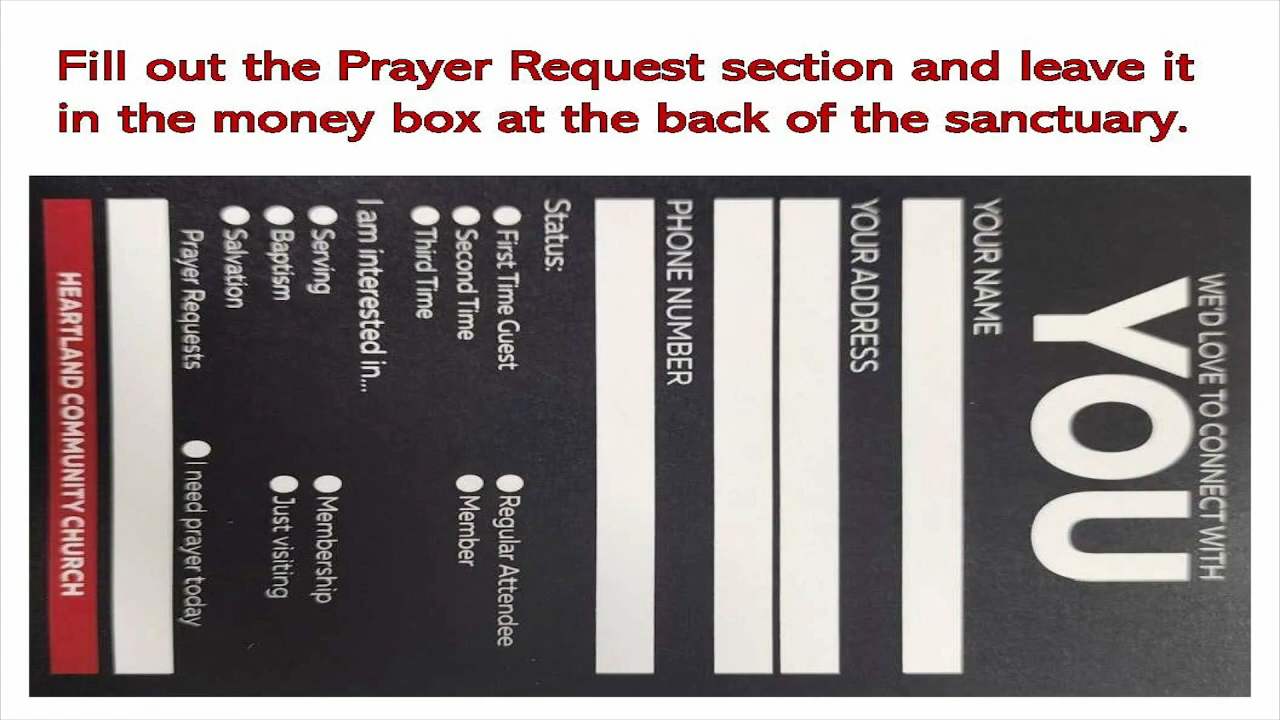 Fill out the Prayer Request section and leave it
in the money box at the back of the sanctuary.
WE'D LOVE TO CONNECT WITH
YOU
YOUR NAME
YOUR ADDRESS
PHONE NUMBER
Status:
First Time Guest Regular Attendee
Second Time Member
Third Time
I am interested in...
Serving Membership
Baptism Just visiting
Salvation
Prayer Requests I need prayer today
HEARTLAND COMMUNITY CHURCH